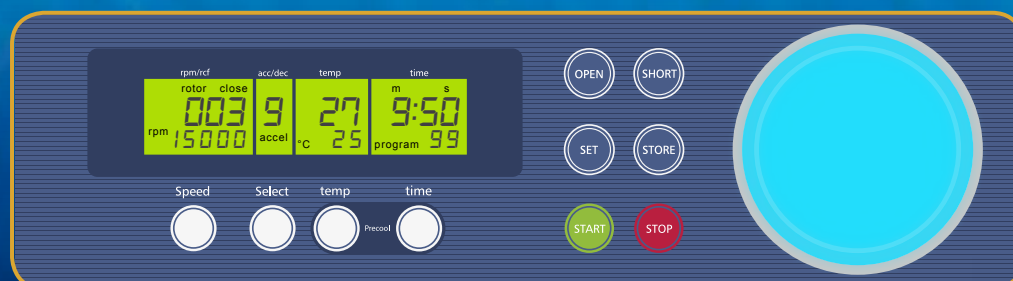 rpm/rcf acc/dec temp time
rotor close m s
003 9 27 9:50
rpm 15000 accel °C 25 program 99
Speed Select temp time
Precool
OPEN SHORT
SET STORE
START STOP